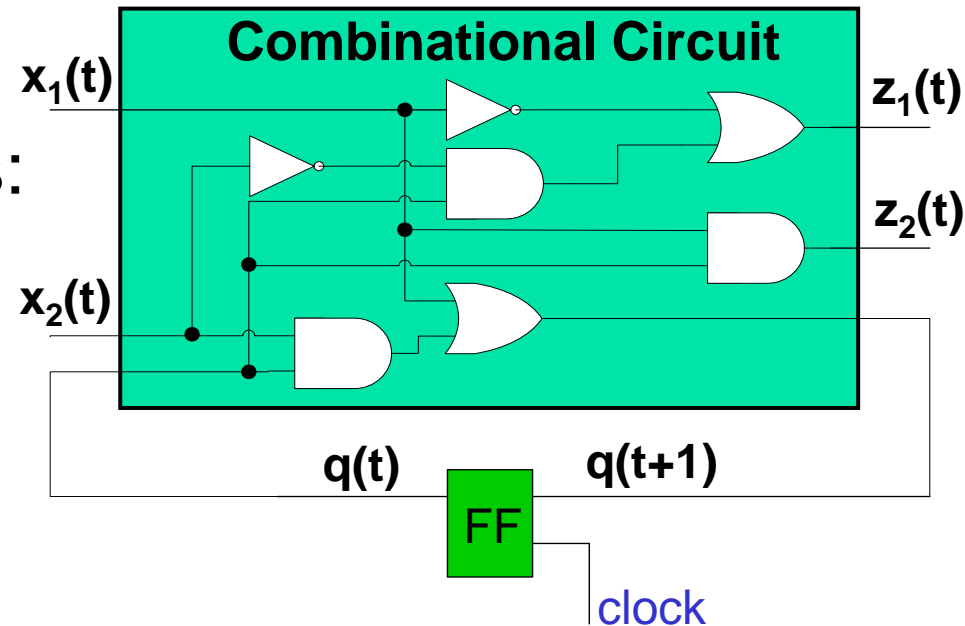 Combinational Circuit
x₁(t)
z₁(t)
s:
z₂(t)
x₂(t)
q(t)
q(t+1)
FF
clock